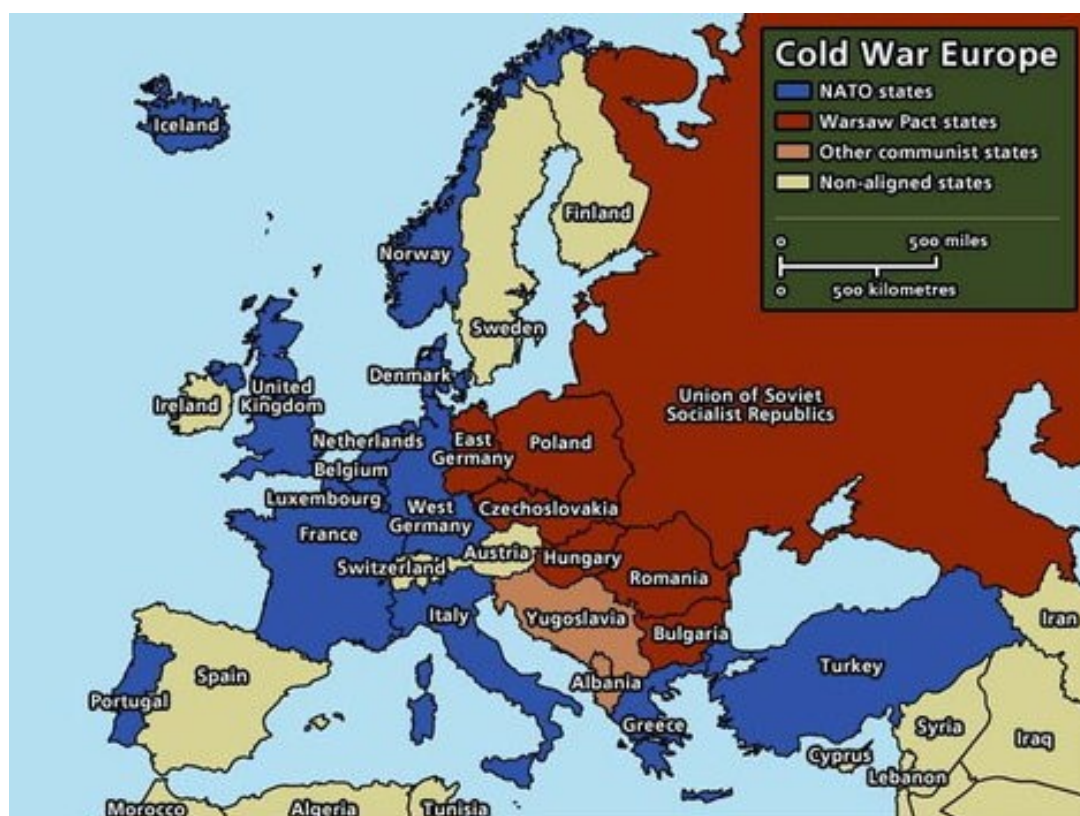 Cold War Europe
NATO states
Warsaw Pact states
Other communist states
Non-aligned states
0
500 miles
0
500 kilometres
Iceland
Finland
Norway
Sweden
Denmark
United
Kingdom
Ireland
Union of Soviet
Socialist Republics
Netherlands
East
Germany
Poland
Belgium
Luxembourg
West
Germany
Czechoslovakia
France
Austria
Hungary
Switzerland
Romania
Italy
Yugoslavia
Bulgaria
Iran
Spain
Turkey
Portugal
Albania
Greece
Syria
Iraq
Cyprus
Lebanon
Morocco
Algeria
Tunisia